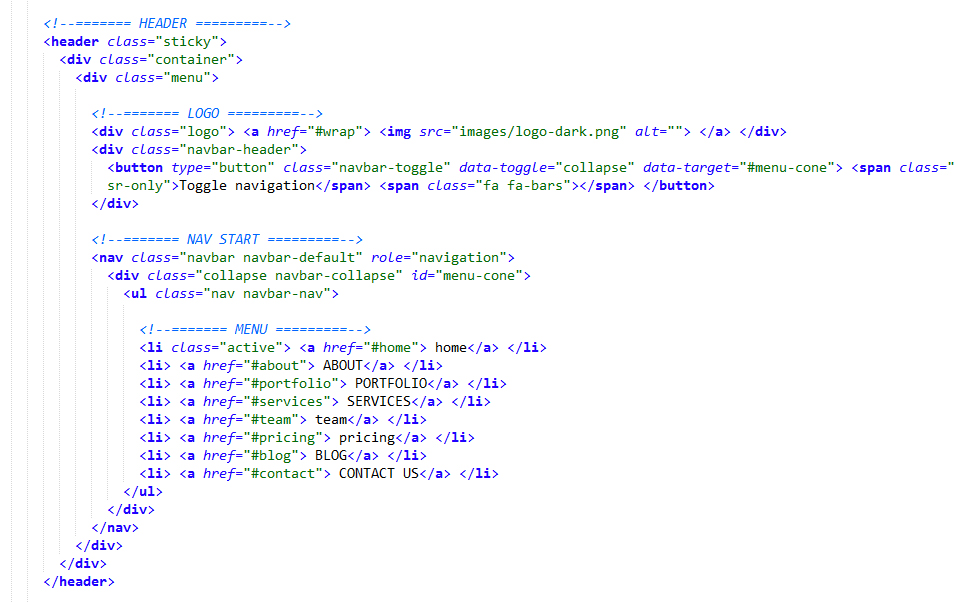 <!--======= HEADER =========-->
<header class="sticky">
<div class="container">
<div class="menu">
<!--======= LOGO =========-->
<div class="logo"> <a href="#wrap"> <img src="images/logo-dark.png" alt=""> </a> </div>
<div class="navbar-header">
<button type="button" class="navbar-toggle" data-toggle="collapse" data-target="#menu-cone"> <span class="
sr-only">Toggle navigation</span> <span class="fa fa-bars"></span> </button>
</div>
<!--======= NAV START =========-->
<nav class="navbar navbar-default" role="navigation">
<div class="collapse navbar-collapse" id="menu-cone">
<ul class="nav navbar-nav">
<!--======= MENU =========-->
<li class="active"> <a href="#home"> home</a> </li>
<li> <a href="#about"> ABOUT</a> </li>
<li> <a href="#portfolio"> PORTFOLIO</a> </li>
<li> <a href="#services"> SERVICES</a> </li>
<li> <a href="#team"> team</a> </li>
<li> <a href="#pricing"> pricing</a> </li>
<li> <a href="#blog"> BLOG</a> </li>
<li> <a href="#contact"> CONTACT US</a> </li>
</ul>
</div>
</nav>
</div>
</div>
</header>